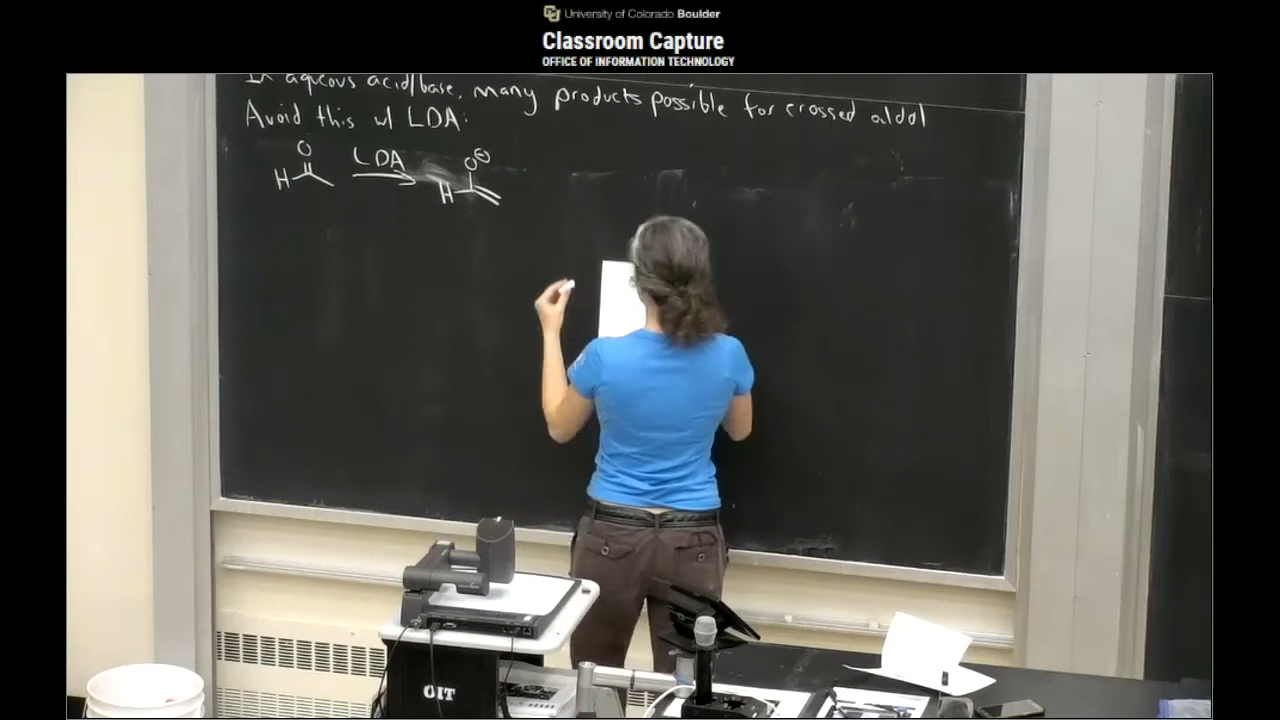 University of Colorado Boulder
Classroom Capture
OFFICE OF INFORMATION TECHNOLOGY
In aqueous acid/base, many products possible for crossed aldol
Avoid this w/ LDA:
O
H
LDA
O⊖
H
OIT